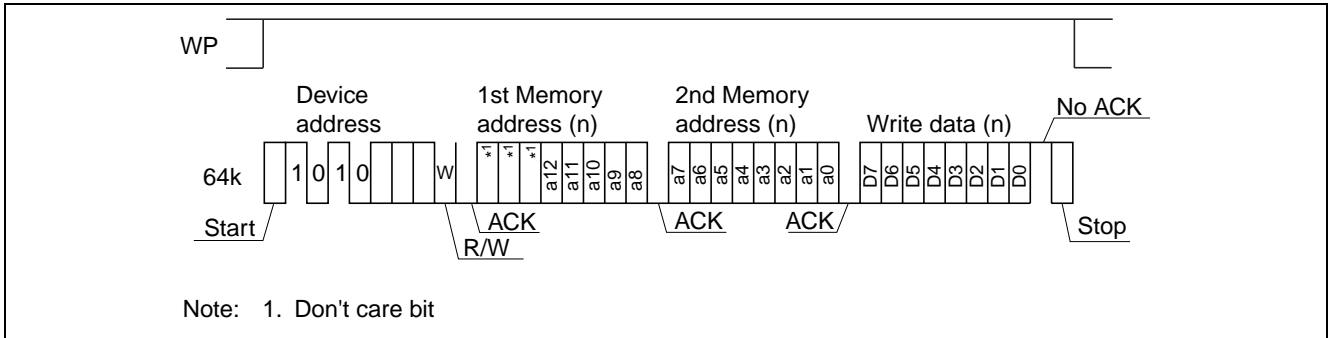 WP
Device address
1st Memory address (n)
2nd Memory address (n)
Write data (n)
No ACK
64k
1 0 1 0
W
*1 *1 *1 a12 a11 a10 a9 a8
a7 a6 a5 a4 a3 a2 a1 a0
D7 D6 D5 D4 D3 D2 D1 D0
Start
R/W
ACK
ACK
ACK
Stop
Note: 1. Don't care bit